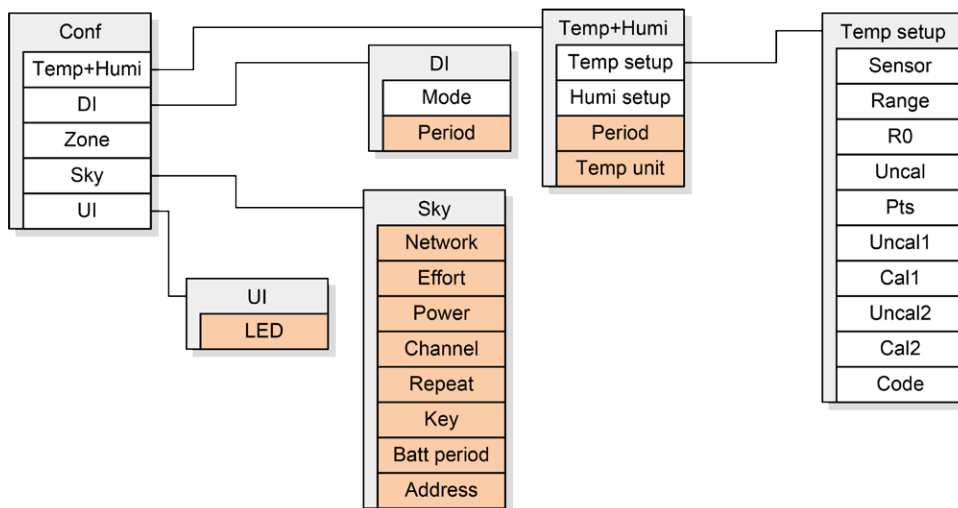 Conf
Temp+Humi
DI
Zone
Sky
UI
DI
Mode
Period
Temp+Humi
Temp setup
Humi setup
Period
Temp unit
Temp setup
Sensor
Range
R0
Uncal
Pts
Uncal1
Cal1
Uncal2
Cal2
Code
Sky
Network
Effort
Power
Channel
Repeat
Key
Batt period
Address
UI
LED